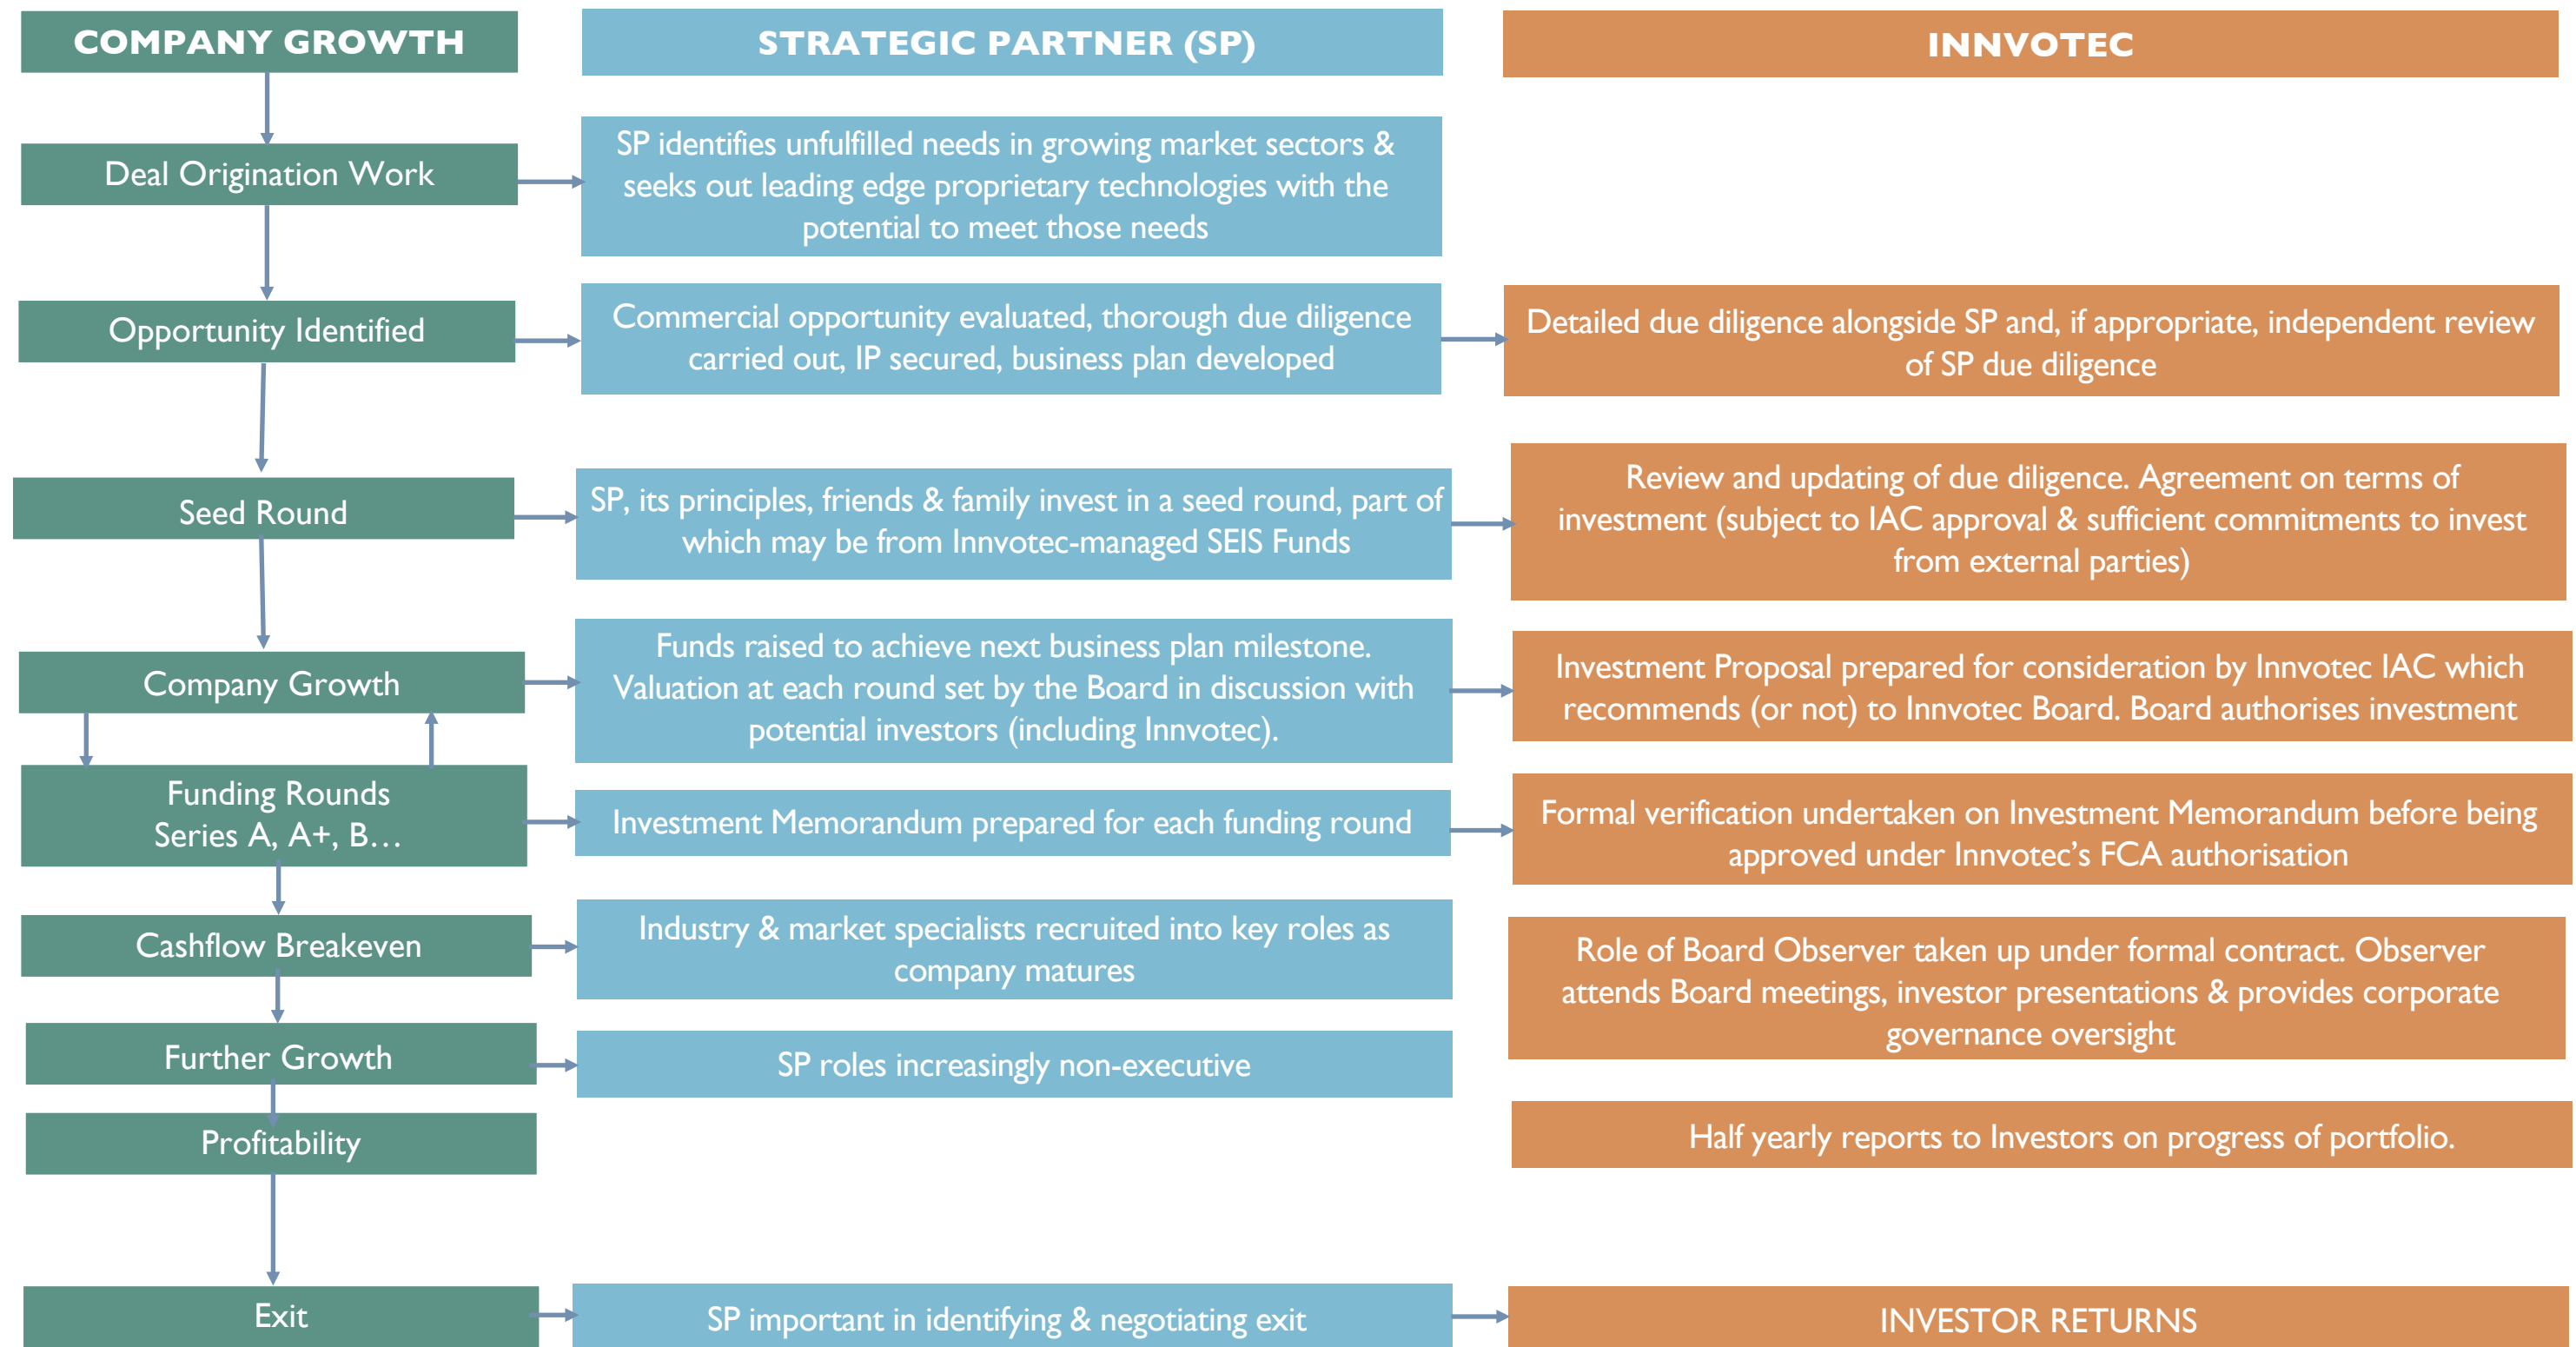 COMPANY GROWTH
STRATEGIC PARTNER (SP)
INNVOTEC
Deal Origination Work
SP identifies unfulfilled needs in growing market sectors &
seeks out leading edge proprietary technologies with the
potential to meet those needs
Opportunity Identified
Commercial opportunity evaluated, thorough due diligence
carried out, IP secured, business plan developed
Detailed due diligence alongside SP and, if appropriate, independent review
of SP due diligence
Seed Round
SP, its principles, friends & family invest in a seed round, part of
which may be from Innvotec-managed SEIS Funds
Review and updating of due diligence. Agreement on terms of
investment (subject to IAC approval & sufficient commitments to invest
from external parties)
Company Growth
Funds raised to achieve next business plan milestone.
Valuation at each round set by the Board in discussion with
potential investors (including Innvotec).
Investment Proposal prepared for consideration by Innvotec IAC which
recommends (or not) to Innvotec Board. Board authorises investment
Funding Rounds
Series A, A+, B…
Investment Memorandum prepared for each funding round
Formal verification undertaken on Investment Memorandum before being
approved under Innvotec’s FCA authorisation
Cashflow Breakeven
Industry & market specialists recruited into key roles as
company matures
Role of Board Observer taken up under formal contract. Observer
attends Board meetings, investor presentations & provides corporate
governance oversight
Further Growth
SP roles increasingly non-executive
Profitability
Half yearly reports to Investors on progress of portfolio.
Exit
SP important in identifying & negotiating exit
INVESTOR RETURNS